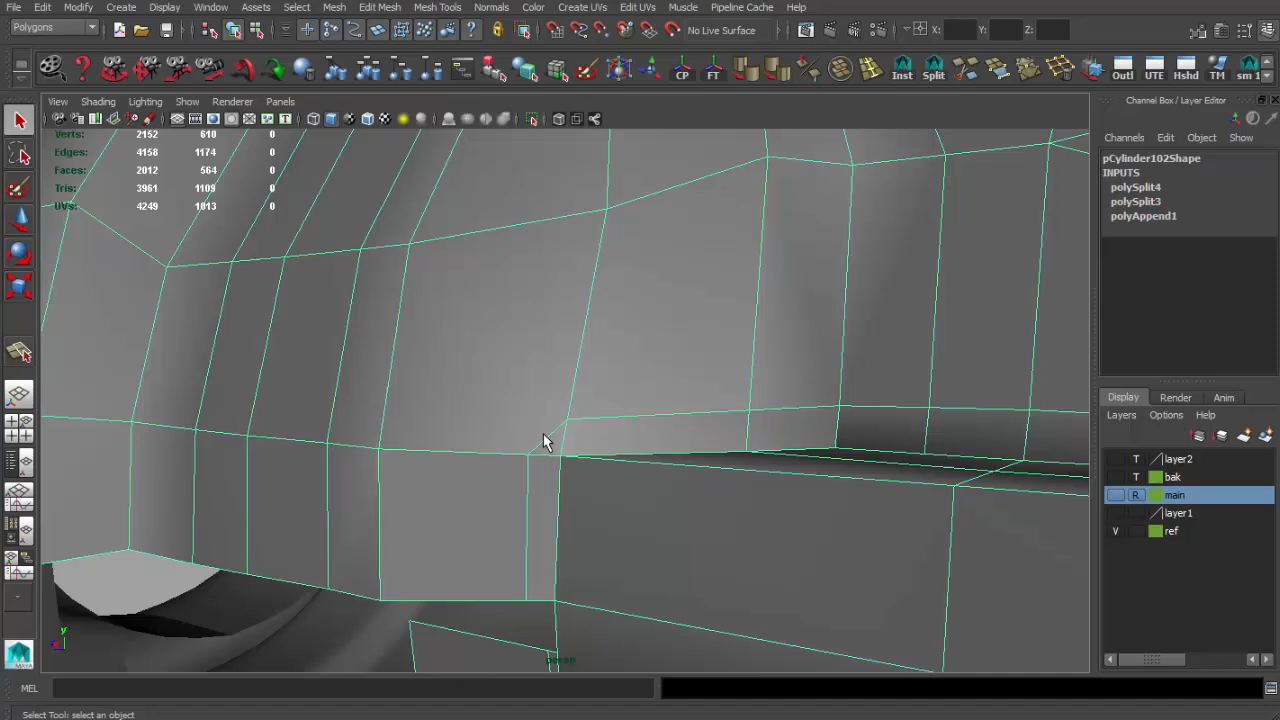 File Edit Modify Create Display Window Assets Select Mesh Edit Mesh Mesh Tools Normals Color Create UVs Edit UVs Muscle Pipeline Cache Help
Polygons
No Live Surface
X:
Y:
Z:
CP FT Inst Split Outl UTE Hshd TM sm 1
View Shading Lighting Show Renderer Panels
Channel Box / Layer Editor
Channels Edit Object Show
Verts: 2152 610 0
Edges: 4158 1174 0
Faces: 2012 564 0
Tris: 3961 1109 0
UVs: 4249 1013 0
pCylinder102Shape
INPUTS
polySplit4
polySplit3
polyAppend1
Display Render Anim
Layers Options Help
T layer2
T bak
R main
layer1
V ref
y
persp
MAYA
MEL
Select Tool: select an object